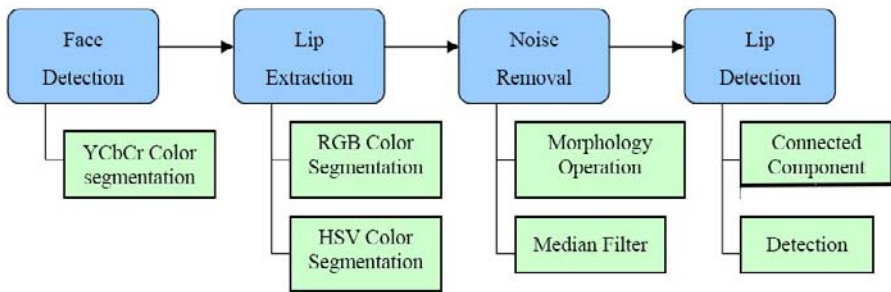 Face
Detection
Lip
Extraction
Noise
Removal
Lip
Detection
YCbCr Color
segmentation
RGB Color
Segmentation
HSV Color
Segmentation
Morphology
Operation
Median Filter
Connected
Component
Detection